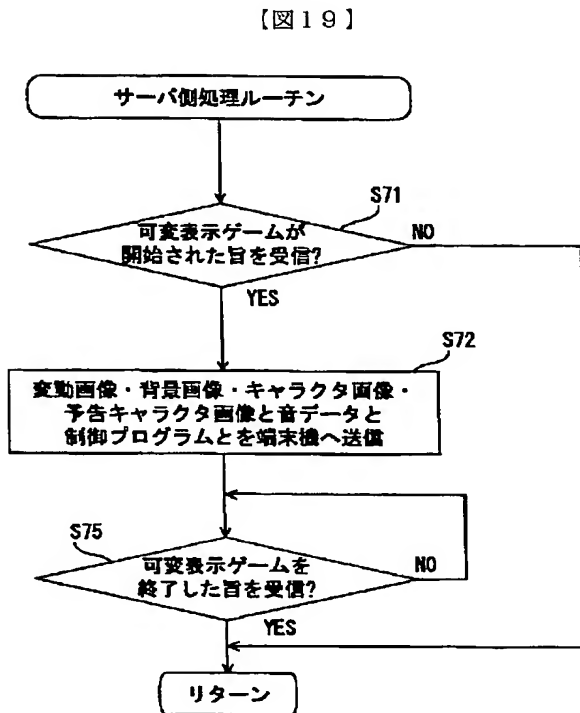 【図１９】
サーバ側処理ルーチン
S71
可変表示ゲームが
開始された旨を受信?
NO
YES
S72
変動画像・背景画像・キャラクタ画像・
予告キャラクタ画像と音データと
制御プログラムとを端末機へ送信
S75
可変表示ゲームを
終了した旨を受信?
NO
YES
リターン